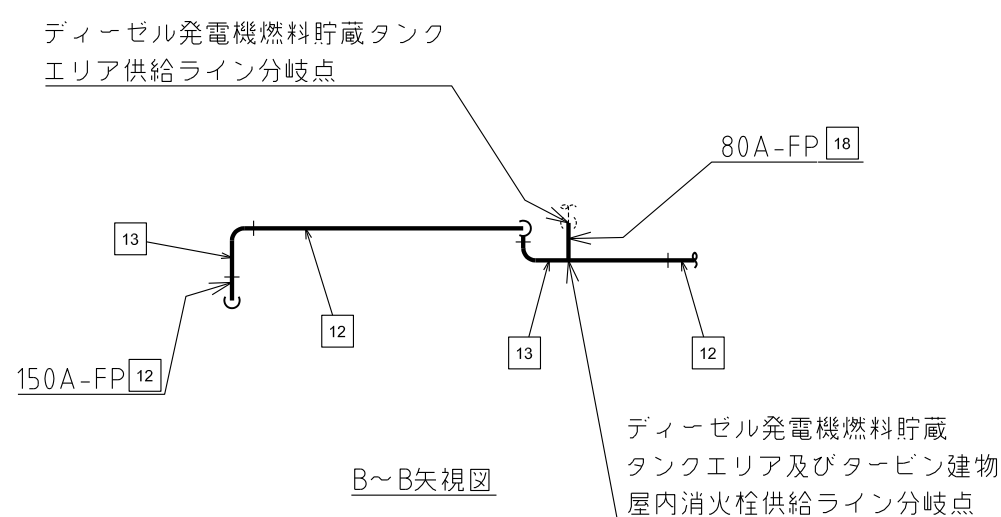 ディーゼル発電機燃料貯蔵タンク
エリア供給ライン分岐点
80A-FP 18
13
12
13
12
150A-FP 12
B～B矢視図
ディーゼル発電機燃料貯蔵
タンクエリア及びタービン建物
屋内消火栓供給ライン分岐点